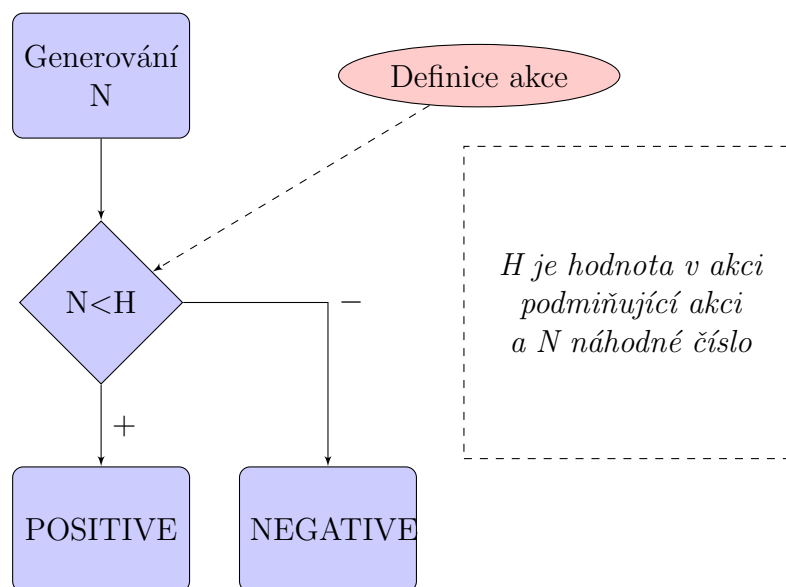 Generování
N
Definice akce
N<H
H je hodnota v akci
podmiňující akci
a N náhodné číslo
−
+
POSITIVE
NEGATIVE